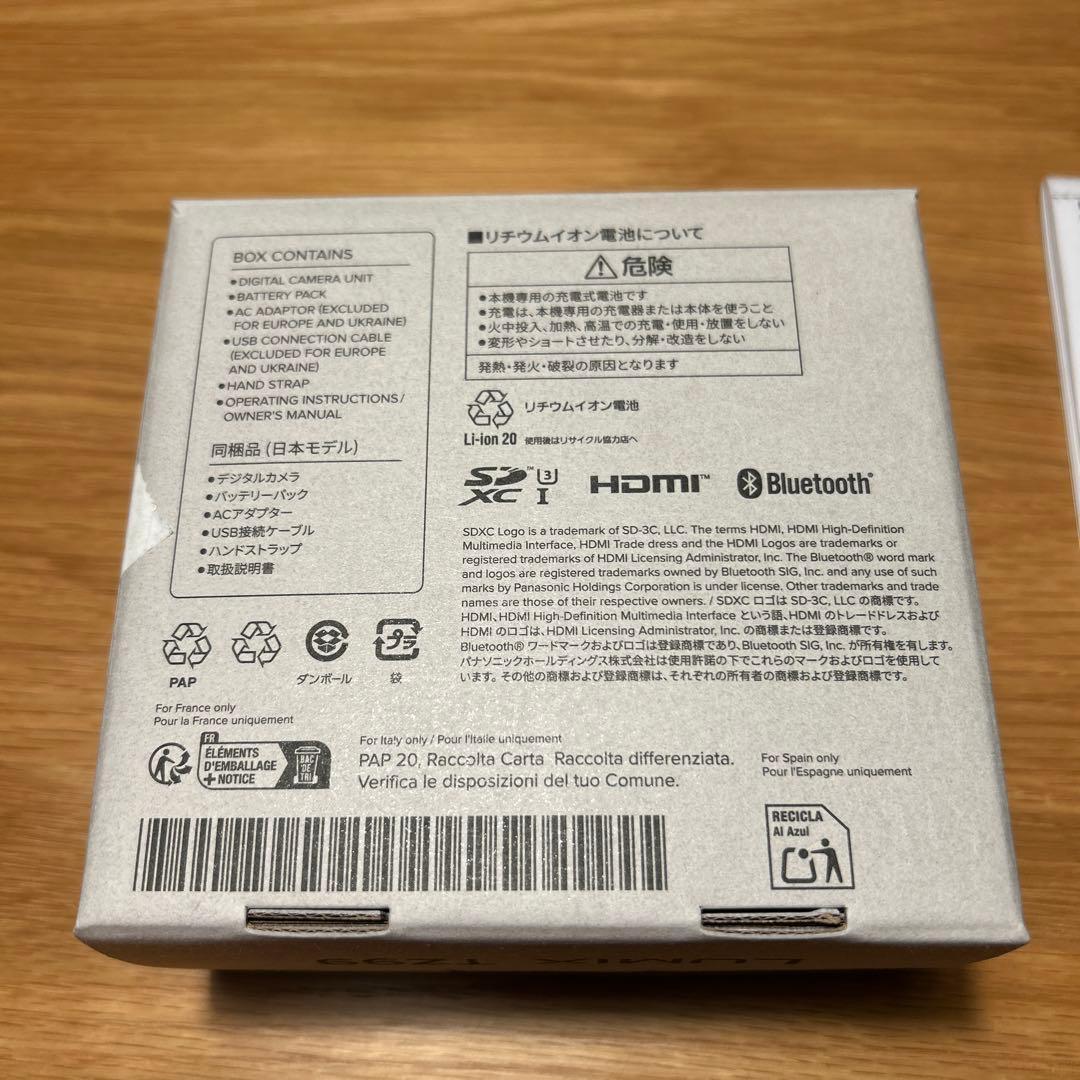 BOX CONTAINS
●DIGITAL CAMERA UNIT
●BATTERY PACK
●AC ADAPTOR (EXCLUDED
FOR EUROPE AND UKRAINE)
●USB CONNECTION CABLE
(EXCLUDED FOR EUROPE
AND UKRAINE)
●HAND STRAP
●OPERATING INSTRUCTIONS/
OWNER'S MANUAL
同梱品 (日本モデル)
●デジタルカメラ
●バッテリーパック
●ACアダプター
●USB接続ケーブル
●ハンドストラップ
●取扱説明書
■リチウムイオン電池について
危険
●本機専用の充電式電池です
●充電は、本機専用の充電器または本体を使うこと
●火中投入、加熱、高温での充電・使用・放置をしない
●変形やショートさせたり、分解・改造をしない
発熱・発火・破裂の原因となります
リチウムイオン電池
Li-ion 20 使用後はリサイクル協力店へ
SD XC ™ U3 I HDMI™ Bluetooth®
SDXC Logo is a trademark of SD-3C, LLC. The terms HDMI, HDMI High-Definition
Multimedia Interface, HDMI Trade dress and the HDMI Logos are trademarks or
registered trademarks of HDMI Licensing Administrator, Inc. The Bluetooth® word mark
and logos are registered trademarks owned by Bluetooth SIG, Inc. and any use of such
marks by Panasonic Holdings Corporation is under license. Other trademarks and trade
names are those of their respective owners. / SDXC ロゴは SD-3C, LLC の商標です。
HDMI、HDMI High-Definition Multimedia Interface という語、HDMI のトレードドレスおよび
HDMI のロゴは、HDMI Licensing Administrator, Inc. の商標または登録商標です。
Bluetooth® ワードマークおよびロゴは登録商標であり、Bluetooth SIG, Inc. が所有権を有します。
パナソニックホールディングス株式会社は使用許諾の下でこれらのマークおよびロゴを使用して
います。その他の商標および登録商標は、それぞれの所有者の商標および登録商標です。
プラ
PAP
ダンボール
袋
For France only
Pour la France uniquement
FR
ÉLÉMENTS
D'EMBALLAGE
+ NOTICE
BAC
DE
TRI
For Italy only / Pour l'Italie uniquement
PAP 20, Raccolta Carta Raccolta differenziata.
Verifica le disposizioni del tuo Comune.
For Spain only
Pour l'Espagne uniquement
RECICLA
Al Azul
LUMIX TZ99